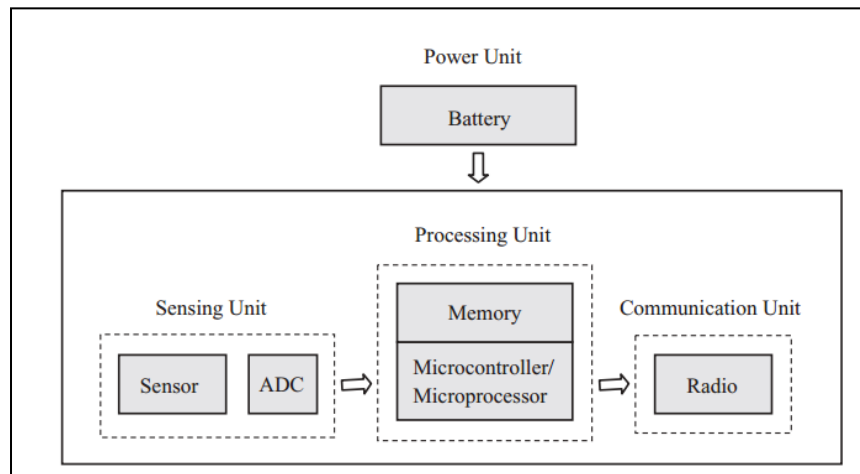 Power Unit
Battery
Processing Unit
Sensing Unit
Memory
Communication Unit
Sensor
ADC
Microcontroller/
Microprocessor
Radio